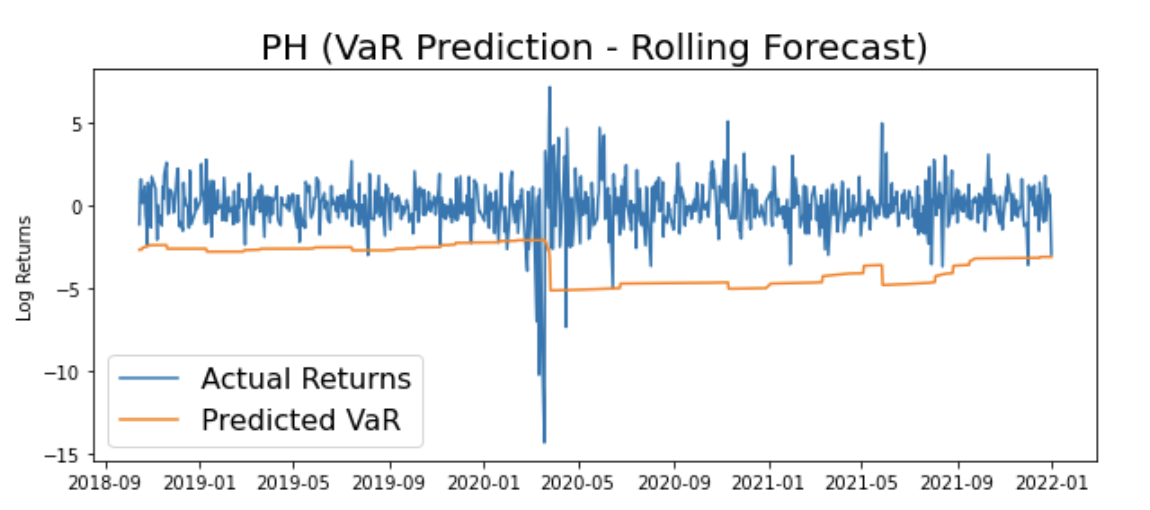 PH (VaR Prediction - Rolling Forecast)
5
0
−5
−10
−15
Log Returns
Actual Returns
Predicted VaR
2018-09 2019-01 2019-05 2019-09 2020-01 2020-05 2020-09 2021-01 2021-05 2021-09 2022-01